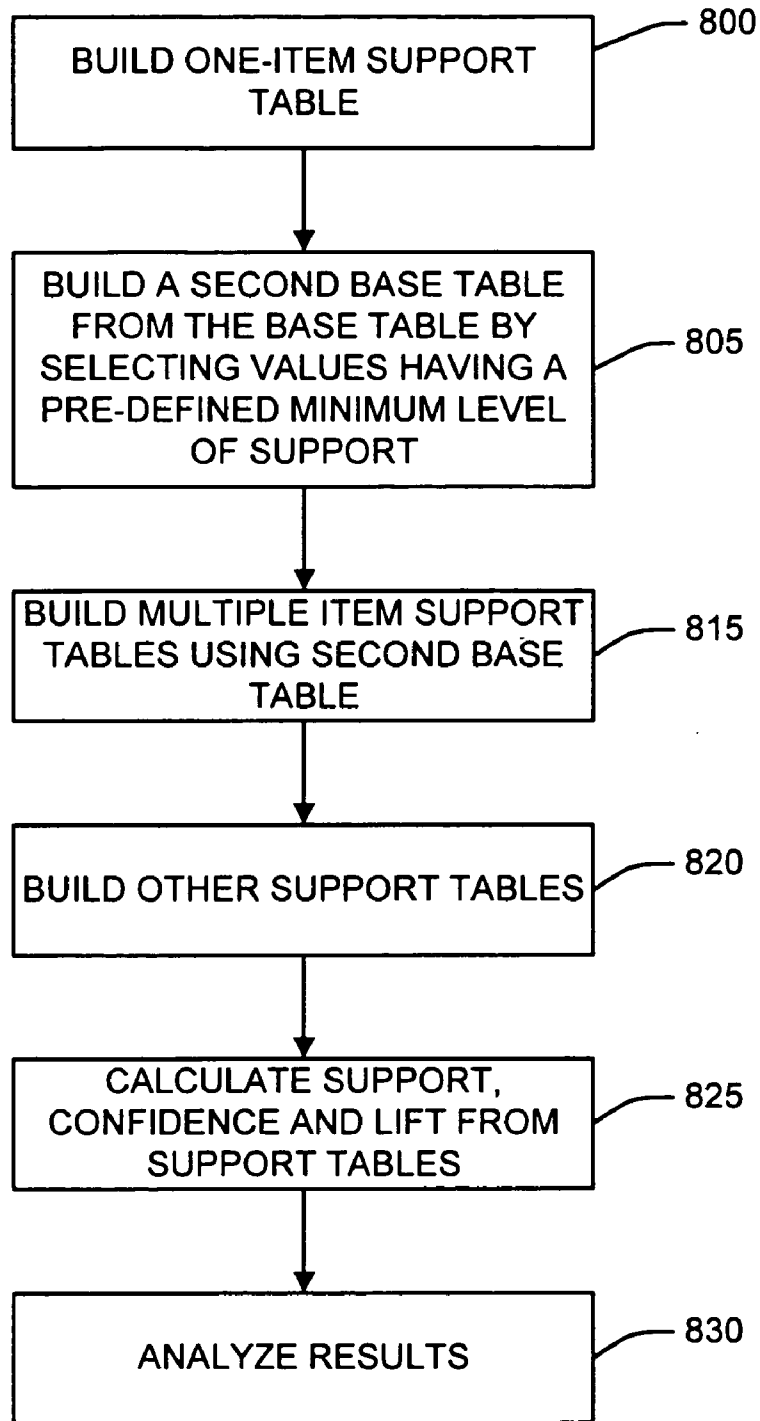 BUILD ONE-ITEM SUPPORT
TABLE
800
BUILD A SECOND BASE TABLE
FROM THE BASE TABLE BY
SELECTING VALUES HAVING A
PRE-DEFINED MINIMUM LEVEL
OF SUPPORT
805
BUILD MULTIPLE ITEM SUPPORT
TABLES USING SECOND BASE
TABLE
815
BUILD OTHER SUPPORT TABLES
820
CALCULATE SUPPORT,
CONFIDENCE AND LIFT FROM
SUPPORT TABLES
825
ANALYZE RESULTS
830